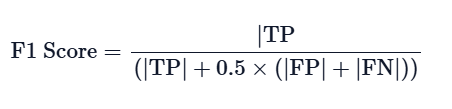 F1 Score = |TP / (|TP| + 0.5 × (|FP| + |FN|))